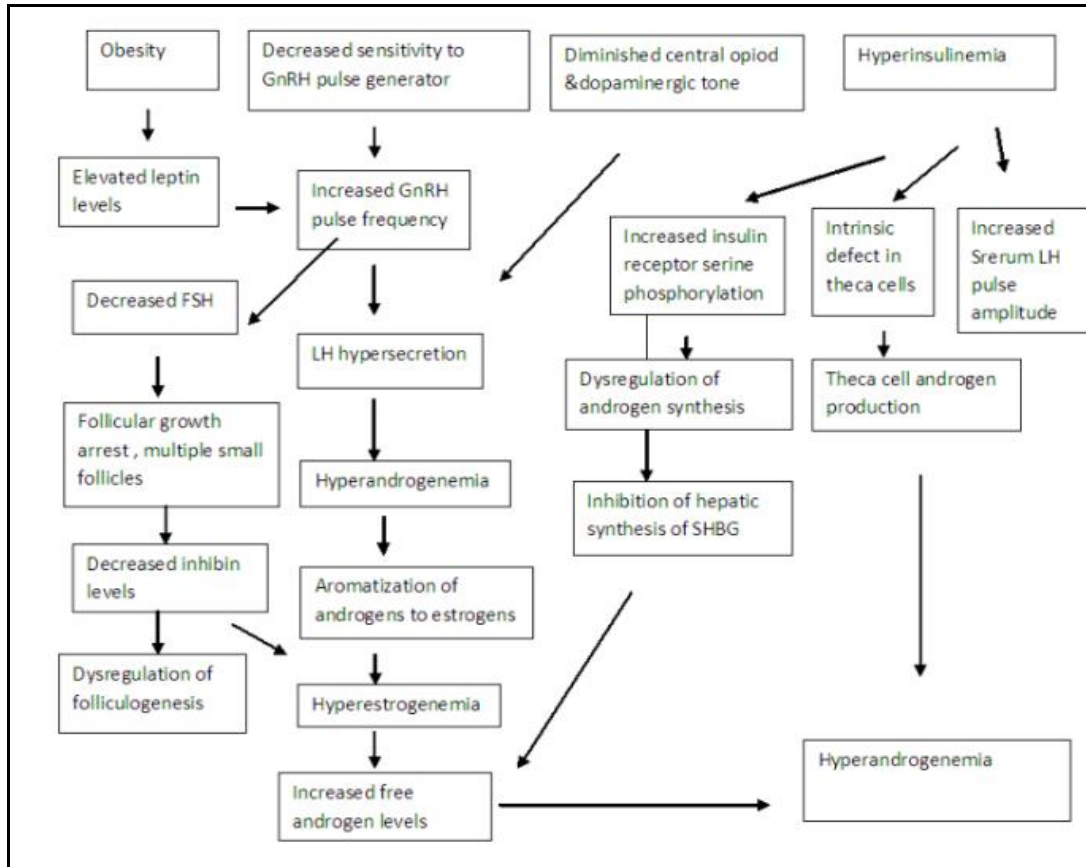 Obesity
Decreased sensitivity to
GnRH pulse generator
Diminished central opiod
&dopaminergic tone
Hyperinsulinemia
Elevated leptin
levels
Increased GnRH
pulse frequency
Increased insulin
receptor serine
phosphorylation
Intrinsic
defect in
theca cells
Increased
Srerum LH
pulse
amplitude
Decreased FSH
LH hypersecretion
Dysregulation of
androgen synthesis
Theca cell androgen
production
Follicular growth
arrest , multiple small
follicles
Hyperandrogenemia
Inhibition of hepatic
synthesis of SHBG
Decreased inhibin
levels
Aromatization of
androgens to estrogens
Dysregulation of
folliculogenesis
Hyperestrogenemia
Increased free
androgen levels
Hyperandrogenemia